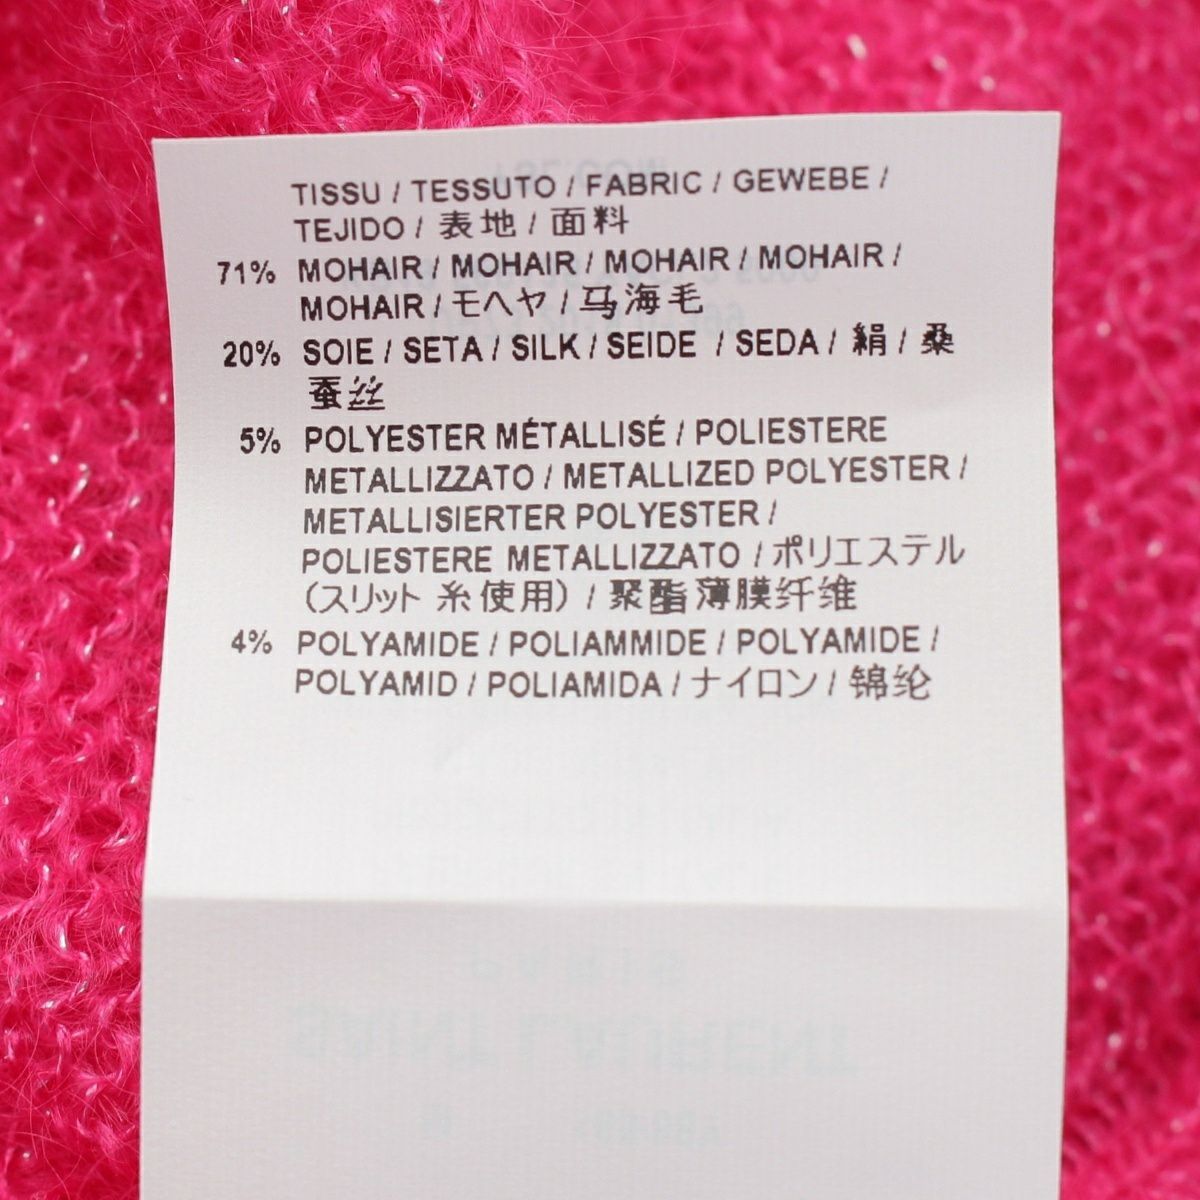 TISSU / TESSUTO / FABRIC / GEWEBE /
TEJIDO / 表地 / 面料
71% MOHAIR / MOHAIR / MOHAIR / MOHAIR /
MOHAIR / モヘヤ / 马海毛
20% SOIE / SETA / SILK / SEIDE / SEDA / 絹 / 桑
蚕丝
5% POLYESTER MÉTALLISÉ / POLIESTERE
METALLIZZATO / METALLIZED POLYESTER /
METALLISIERTER POLYESTER /
POLIESTERE METALLIZZATO / ポリエステル
(スリット 糸使用) / 聚酯薄膜纤维
4% POLYAMIDE / POLIAMMIDE / POLYAMIDE /
POLYAMID / POLIAMIDA / ナイロン / 锦纶
PARIS
SAINT LAURENT